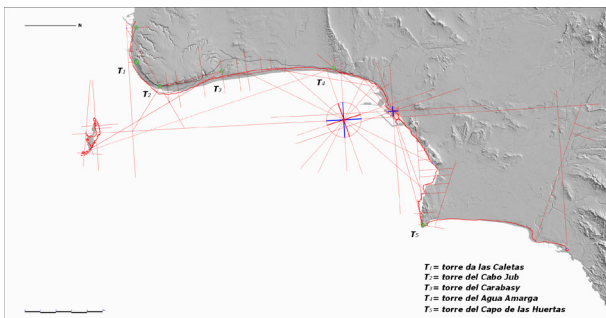 N
T1
T2
T3
T4
T5
T1= torre da las Caletas
T2= torre del Cabo Jub
T3= torre del Carabasy
T4= torre del Agua Amarga
T5= torre del Capo de las Huertas